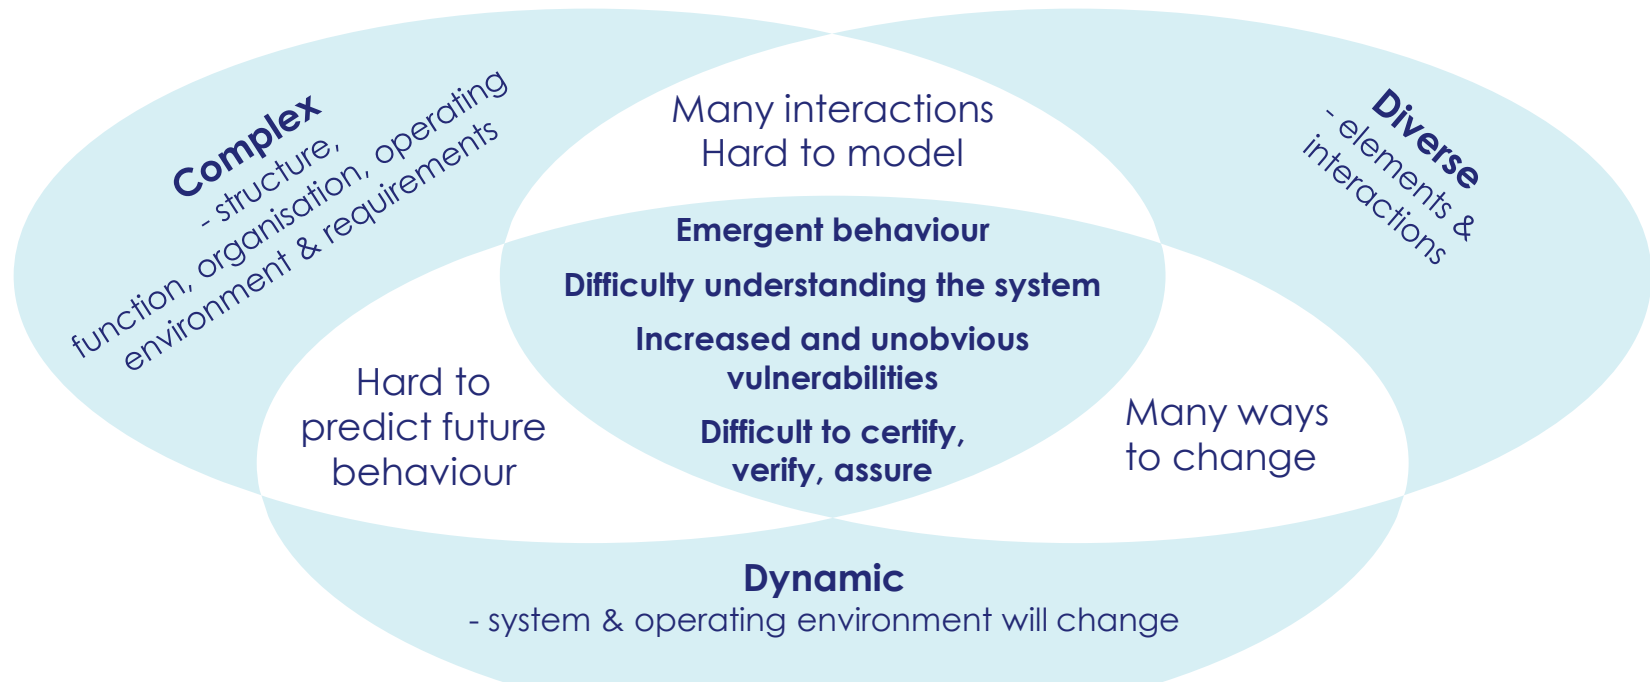 Complex
- structure,
function, organisation, operating
environment & requirements
Many interactions
Hard to model
Diverse
- elements &
interactions
Emergent behaviour
Difficulty understanding the system
Increased and unobvious
vulnerabilities
Difficult to certify,
verify, assure
Hard to
predict future
behaviour
Many ways
to change
Dynamic
- system & operating environment will change